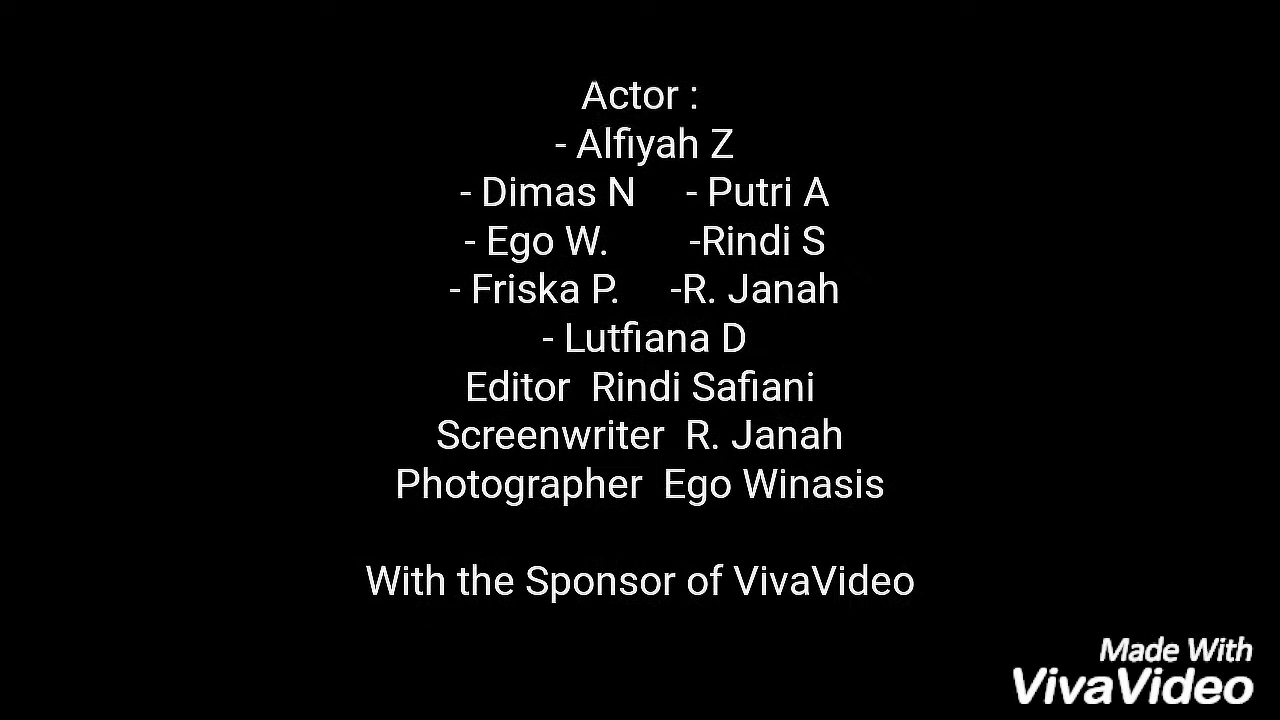 Actor :
- Alfiyah Z
- Dimas N - Putri A
- Ego W. -Rindi S
- Friska P. -R. Janah
- Lutfiana D
Editor Rindi Safiani
Screenwriter R. Janah
Photographer Ego Winasis
With the Sponsor of VivaVideo
Made With
VivaVideo